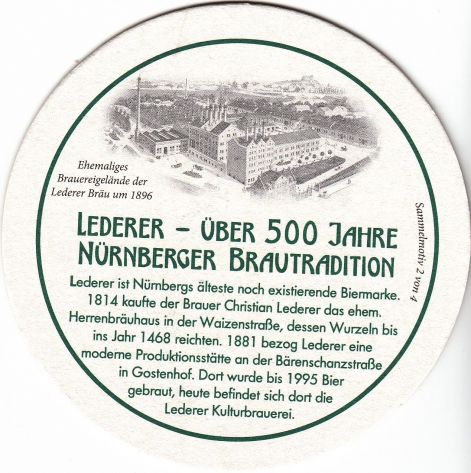 Ehemaliges
Brauereigelände der
Lederer Bräu um 1896
Sammelmotiv 2 von 4
LEDERER – ÜBER 500 JAHRE
NÜRNBERGER BRAUTRADITION
Lederer ist Nürnbergs älteste noch existierende Biermarke.
1814 kaufte der Brauer Christian Lederer das ehem.
Herrenbräuhaus in der Waizenstraße, dessen Wurzeln bis
ins Jahr 1468 reichten. 1881 bezog Lederer eine
moderne Produktionsstätte an der Bärenschanzstraße
in Gostenhof. Dort wurde bis 1995 Bier
gebraut, heute befindet sich dort die
Lederer Kulturbrauerei.